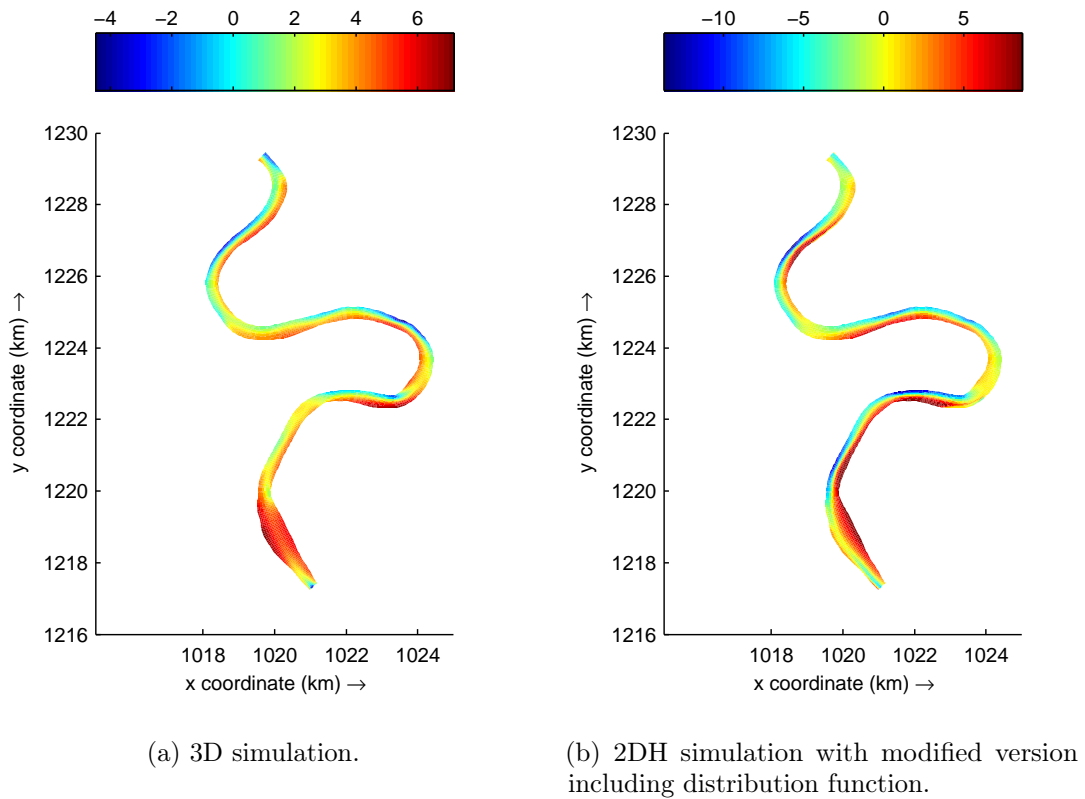 −4 −2 0 2 4 6
1230
1228
1226
1224
1222
1220
1218
1216
y coordinate (km) →
1018 1020 1022 1024
x coordinate (km) →
(a) 3D simulation.
−10 −5 0 5
1230
1228
1226
1224
1222
1220
1218
1216
y coordinate (km) →
1018 1020 1022 1024
x coordinate (km) →
(b) 2DH simulation with modified version
including distribution function.